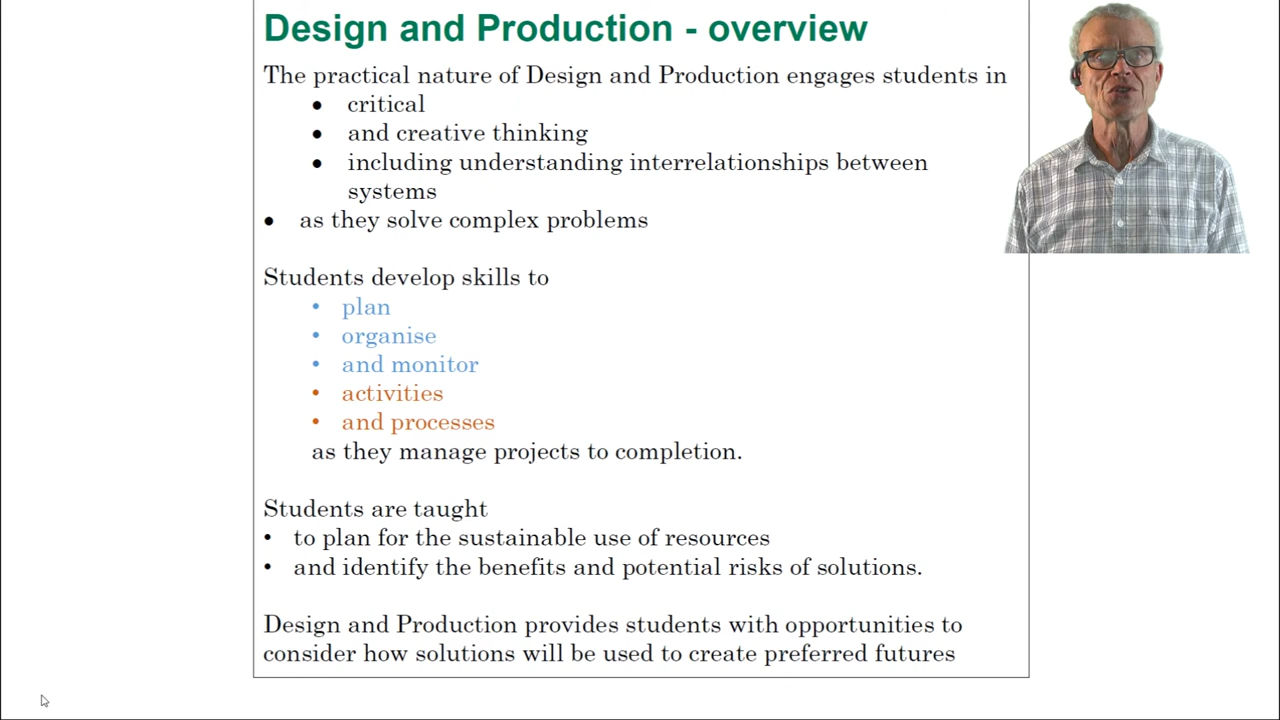 Design and Production - overview
The practical nature of Design and Production engages students in
• critical
• and creative thinking
• including understanding interrelationships between
systems
• as they solve complex problems
Students develop skills to
• plan
• organise
• and monitor
• activities
• and processes
as they manage projects to completion.
Students are taught
• to plan for the sustainable use of resources
• and identify the benefits and potential risks of solutions.
Design and Production provides students with opportunities to
consider how solutions will be used to create preferred futures